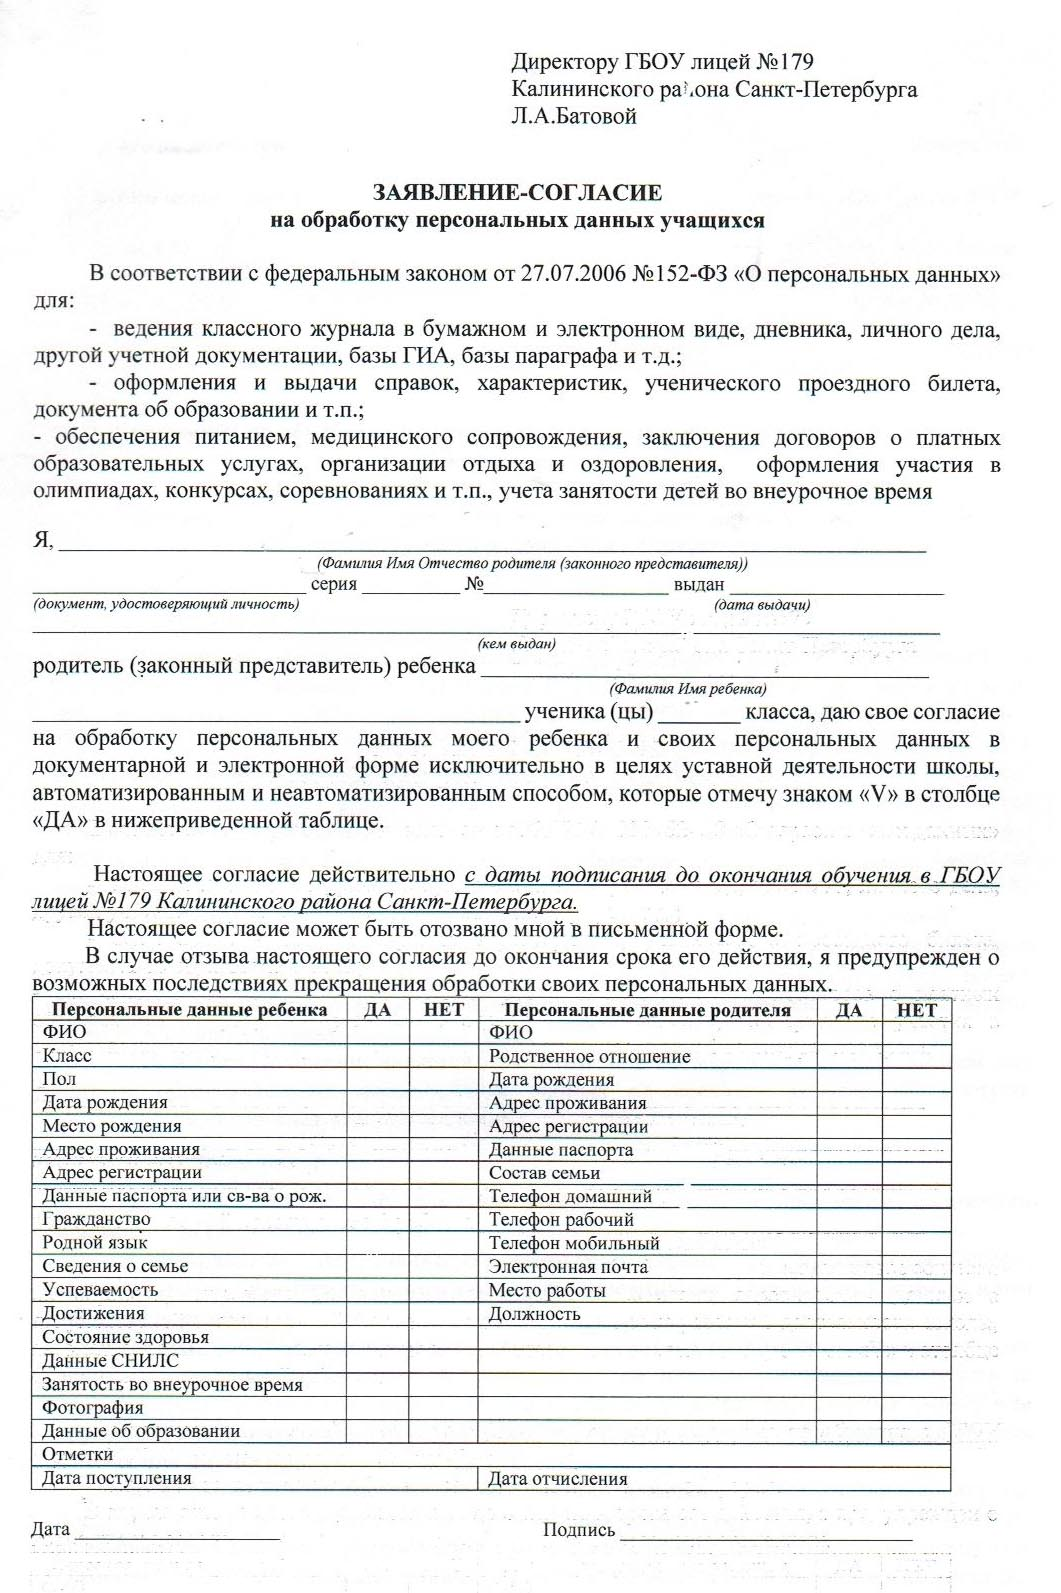 Директору ГБОУ лицей №179
Калининского района Санкт-Петербурга
Л.А.Батовой
ЗАЯВЛЕНИЕ-СОГЛАСИЕ
на обработку персональных данных учащихся
В соответствии с федеральным законом от 27.07.2006 №152-ФЗ «О персональных данных»
для:
- ведения классного журнала в бумажном и электронном виде, дневника, личного дела,
другой учетной документации, базы ГИА, базы параграфа и т.д.;
- оформления и выдачи справок, характеристик, ученического проездного билета,
документа об образовании и т.п.;
- обеспечения питанием, медицинского сопровождения, заключения договоров о платных
образовательных услугах, организации отдыха и оздоровления, оформления участия в
олимпиадах, конкурсах, соревнованиях и т.п., учета занятости детей во внеурочное время
Я, ____________________
(Фамилия Имя Отчество родителя (законного представителя))
____________________ серия __________ №____________________ выдан ____________________
(документ, удостоверяющий личность) (дата выдачи)
____________________
(кем выдан)
родитель (законный представитель) ребенка ____________________
(Фамилия Имя ребенка)
____________________ ученика (цы) ________ класса, даю свое согласие
на обработку персональных данных моего ребенка и своих персональных данных в
документарной и электронной форме исключительно в целях уставной деятельности школы,
автоматизированным и неавтоматизированным способом, которые отмечу знаком «V» в столбце
«ДА» в нижеприведенной таблице.
Настоящее согласие действительно с даты подписания до окончания обучения в ГБОУ
лицей №179 Калининского района Санкт-Петербурга.
Настоящее согласие может быть отозвано мной в письменной форме.
В случае отзыва настоящего согласия до окончания срока его действия, я предупрежден о
возможных последствиях прекращения обработки своих персональных данных.
Персональные данные ребенка ДА НЕТ Персональные данные родителя ДА НЕТ
ФИО ФИО
Класс Родственное отношение
Пол Дата рождения
Дата рождения Адрес проживания
Место рождения Адрес регистрации
Адрес проживания Данные паспорта
Адрес регистрации Состав семьи
Данные паспорта или св-ва о рож. Телефон домашний
Гражданство Телефон рабочий
Родной язык Телефон мобильный
Сведения о семье Электронная почта
Успеваемость Место работы
Достижения Должность
Состояние здоровья
Данные СНИЛС
Занятость во внеурочное время
Фотография
Данные об образовании
Отметки
Дата поступления Дата отчисления
Дата ____________________ Подпись ____________________